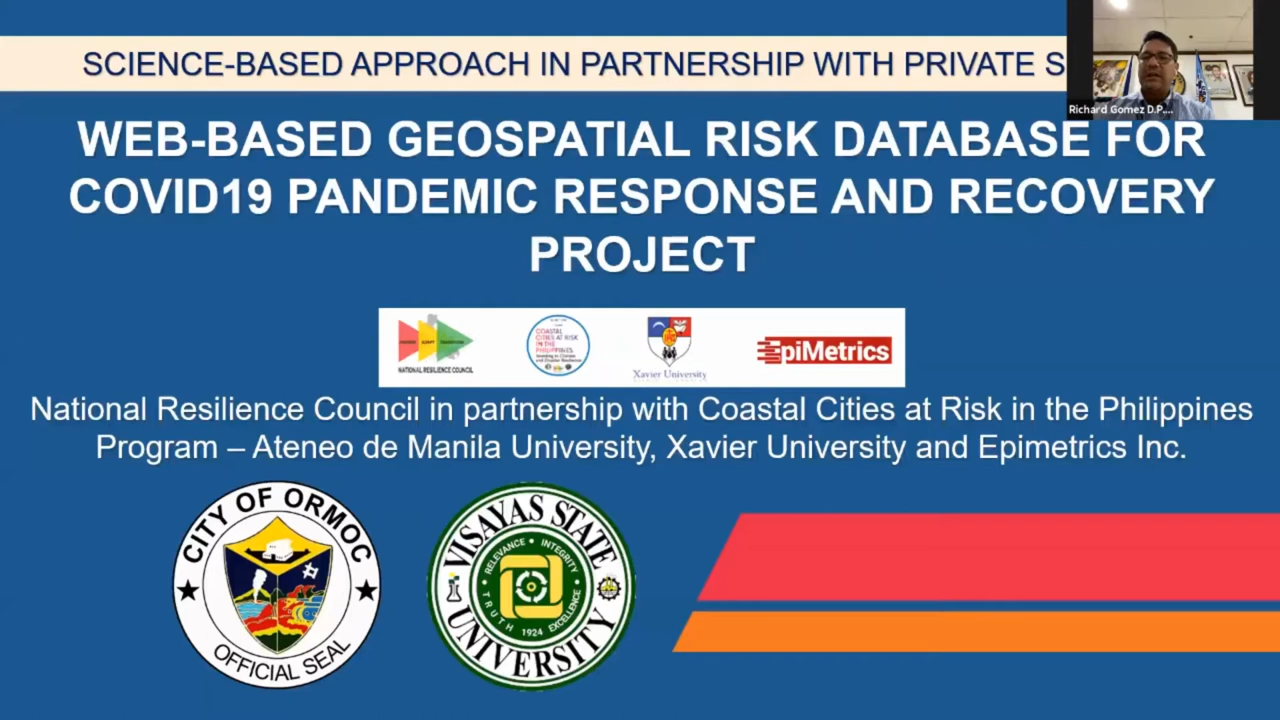 SCIENCE-BASED APPROACH IN PARTNERSHIP WITH PRIVATE S
Richard Gomez D.P....
WEB-BASED GEOSPATIAL RISK DATABASE FOR
COVID19 PANDEMIC RESPONSE AND RECOVERY
PROJECT
NATIONAL RESILIENCE COUNCIL
COASTAL
CITIES AT RISK
IN THE
PHILIPPINES
Xavier University
EpiMetrics
National Resilience Council in partnership with Coastal Cities at Risk in the Philippines
Program – Ateneo de Manila University, Xavier University and Epimetrics Inc.
CITY OF ORMOC
OFFICIAL SEAL
VISAYAS STATE
UNIVERSITY
RELEVANCE • INTEGRITY
TRUTH 1924 EXCELLENCE